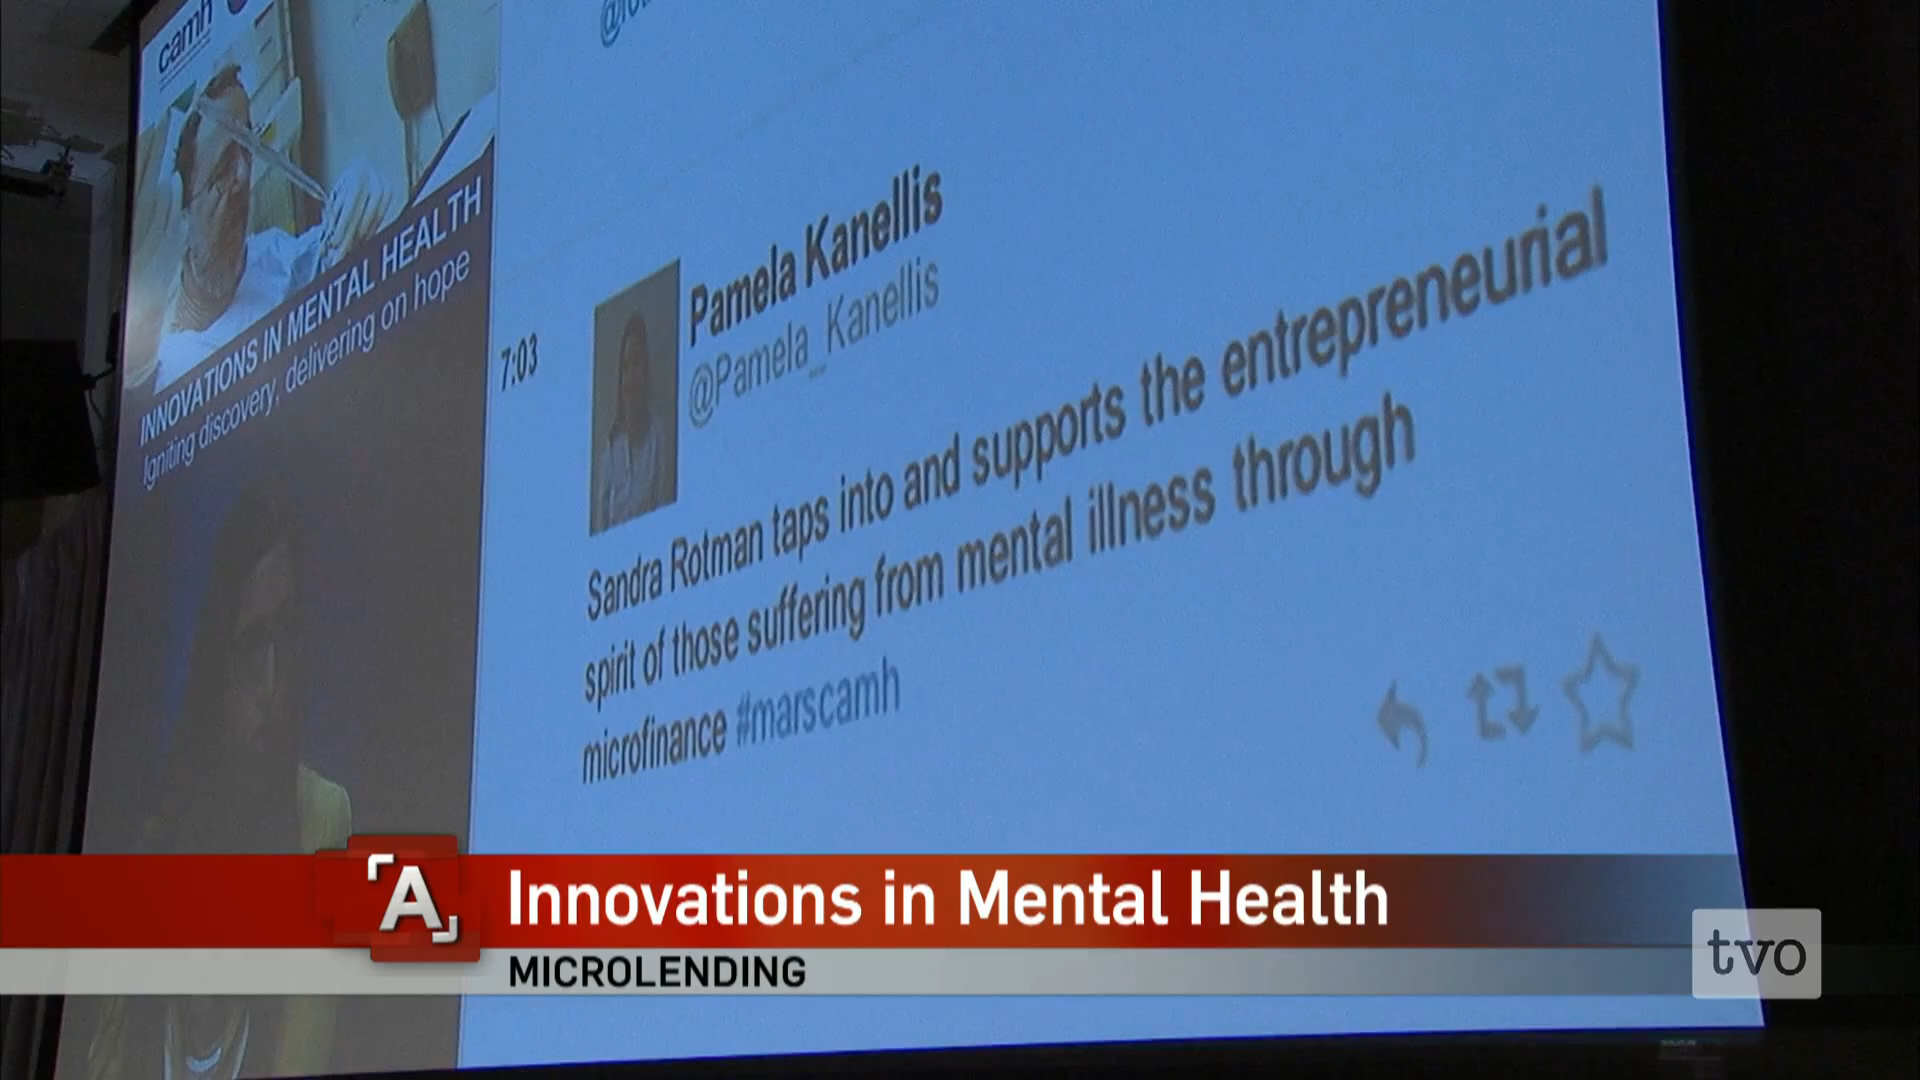 camh
INNOVATIONS IN MENTAL HEALTH
Igniting discovery, delivering on hope
7:03
Pamela Kanellis
@Pamela_Kanellis
Sandra Rotman taps into and supports the entrepreneurial
spirit of those suffering from mental illness through
microfinance #marscamh
A
Innovations in Mental Health
MICROLENDING
tvo